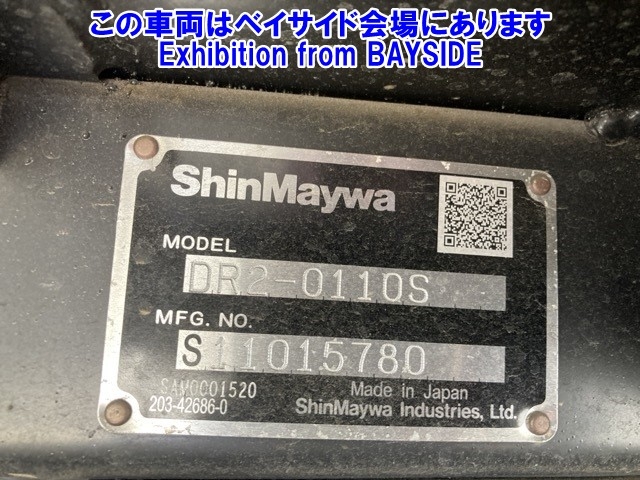 この車両はベイサイド会場にあります
Exhibition from BAYSIDE
ShinMaywa
MODEL
DR2-0110S
MFG. NO.
S11015780
SAM0001520
Made in Japan
203-42686-0
ShinMaywa Industries, Ltd.